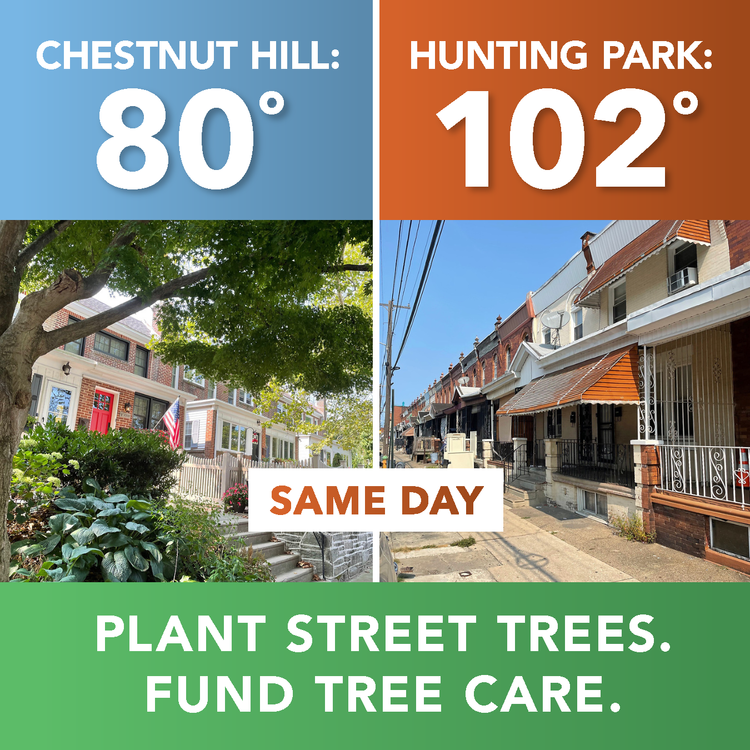 CHESTNUT HILL:
80°
HUNTING PARK:
102°
SAME DAY
PLANT STREET TREES.
FUND TREE CARE.